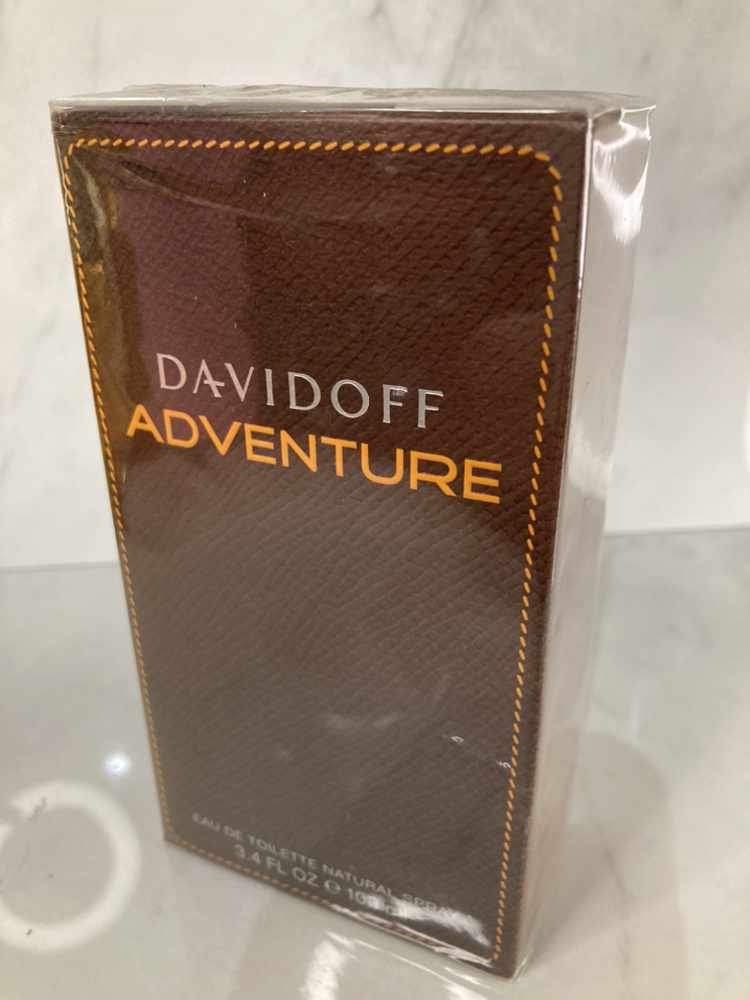 DAVIDOFF
ADVENTURE
EAU DE TOILETTE NATURAL SPRAY
3.4 FL OZ ℮